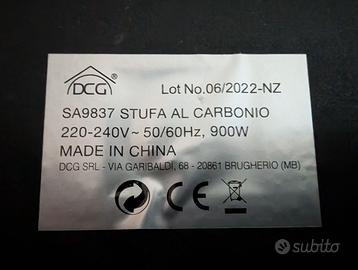 DCG®
Lot No.06/2022-NZ
SA9837 STUFA AL CARBONIO
220-240V~ 50/60Hz, 900W
MADE IN CHINA
DCG SRL - VIA GARIBALDI, 68 - 20861 BRUGHERIO (MB)
CE
subito